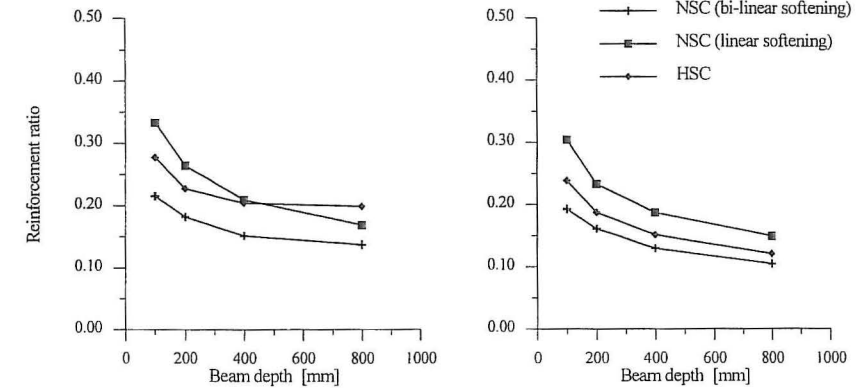 NSC (bi-linear softening)
NSC (linear softening)
HSC
0.50
0.40
0.30
0.20
0.10
0.00
Reinforcement ratio
0 200 400 600 800 1000
Beam depth [mm]
0.50
0.40
0.30
0.20
0.10
0.00
0 200 400 600 800 1000
Beam depth [mm]